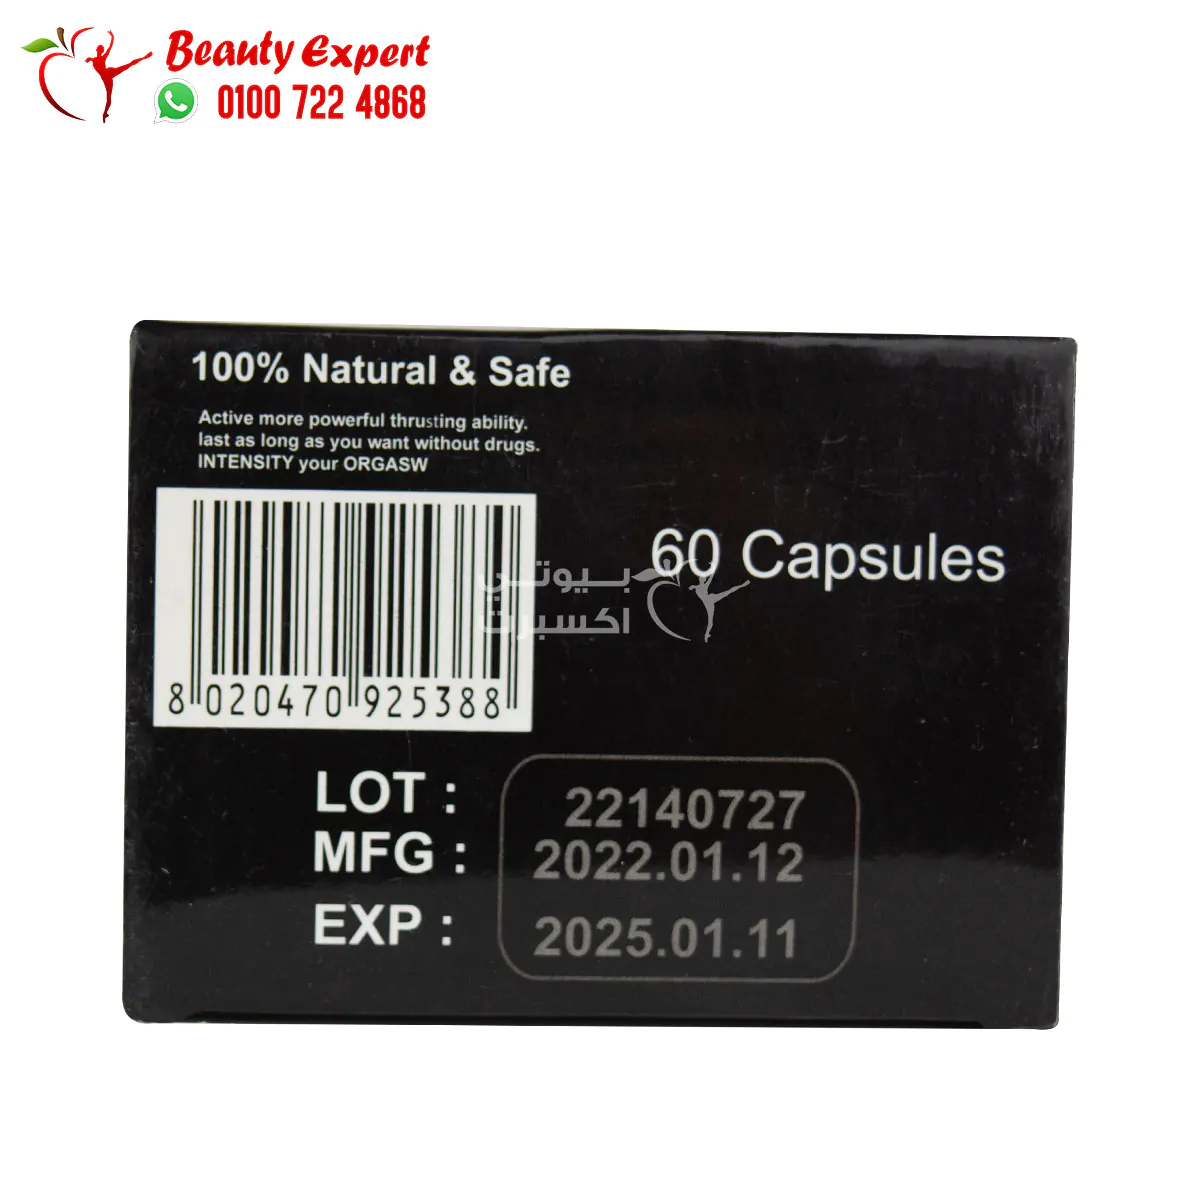 Beauty Expert
0100 722 4868
100% Natural & Safe
Active more powerful thrusting ability.
last as long as you want without drugs.
INTENSITY your ORGASW
60 Capsules
بيوتي
اكسبرت
8 020470 925388
LOT : 22140727
MFG : 2022.01.12
EXP : 2025.01.11